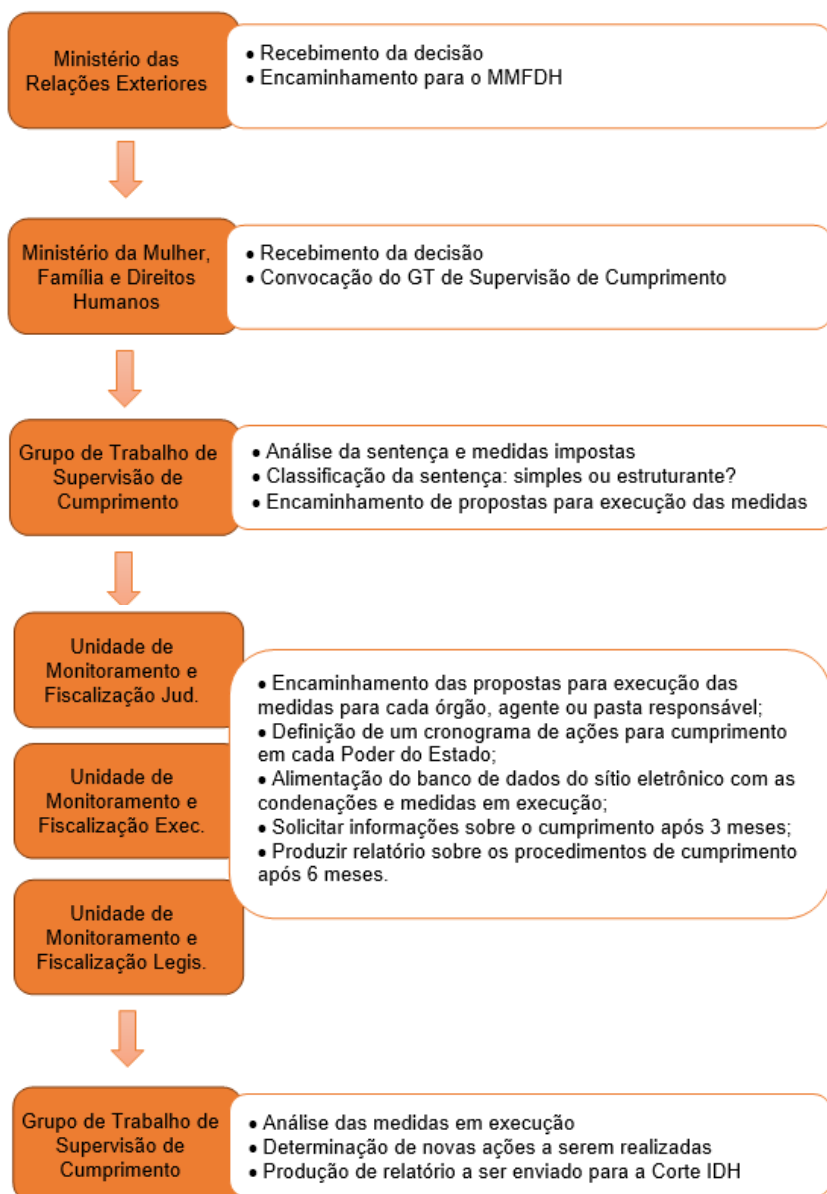 Ministério das
Relações Exteriores
• Recebimento da decisão
• Encaminhamento para o MMFDH
Ministério da Mulher,
Família e Direitos
Humanos
• Recebimento da decisão
• Convocação do GT de Supervisão de Cumprimento
Grupo de Trabalho de
Supervisão de
Cumprimento
• Análise da sentença e medidas impostas
• Classificação da sentença: simples ou estruturante?
• Encaminhamento de propostas para execução das medidas
Unidade de
Monitoramento e
Fiscalização Jud.
Unidade de
Monitoramento e
Fiscalização Exec.
Unidade de
Monitoramento e
Fiscalização Legis.
• Encaminhamento das propostas para execução das
medidas para cada órgão, agente ou pasta responsável;
• Definição de um cronograma de ações para cumprimento
em cada Poder do Estado;
• Alimentação do banco de dados do sítio eletrônico com as
condenações e medidas em execução;
• Solicitar informações sobre o cumprimento após 3 meses;
• Produzir relatório sobre os procedimentos de cumprimento
após 6 meses.
Grupo de Trabalho de
Supervisão de
Cumprimento
• Análise das medidas em execução
• Determinação de novas ações a serem realizadas
• Produção de relatório a ser enviado para a Corte IDH